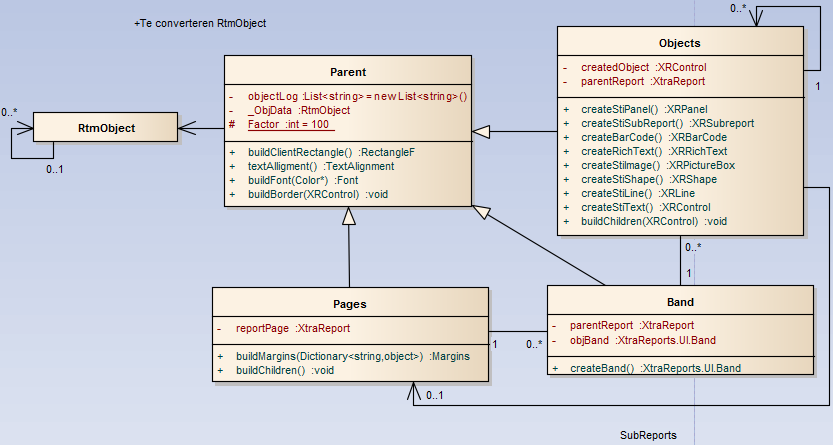 +Te converteren RtmObject
0..*
Objects
- createdObject :XRControl
- parentReport :XtraReport
1
+ createStiPanel() :XRPanel
+ createStiSubReport() :XRSubreport
+ createBarCode() :XRBarCode
+ createRichText() :XRRichText
+ createStiImage() :XRPictureBox
+ createStiShape() :XRShape
+ createStiLine() :XRLine
+ createStiText() :XRControl
+ buildChildren(XRControl) :void
Parent
- objectLog :List<string> = new List<string>()
- _ObjData :RtmObject
# Factor :int = 100
+ buildClientRectangle() :RectangleF
+ textAlligment() :TextAlignment
+ buildFont(Color*) :Font
+ buildBorder(XRControl) :void
0..*
RtmObject
0..1
0..*
1
Pages
- reportPage :XtraReport
+ buildMargins(Dictionary<string,object>) :Margins
+ buildChildren() :void
1
0..*
Band
- parentReport :XtraReport
- objBand :XtraReports.UI.Band
+ createBand() :XtraReports.UI.Band
0..1
SubReports